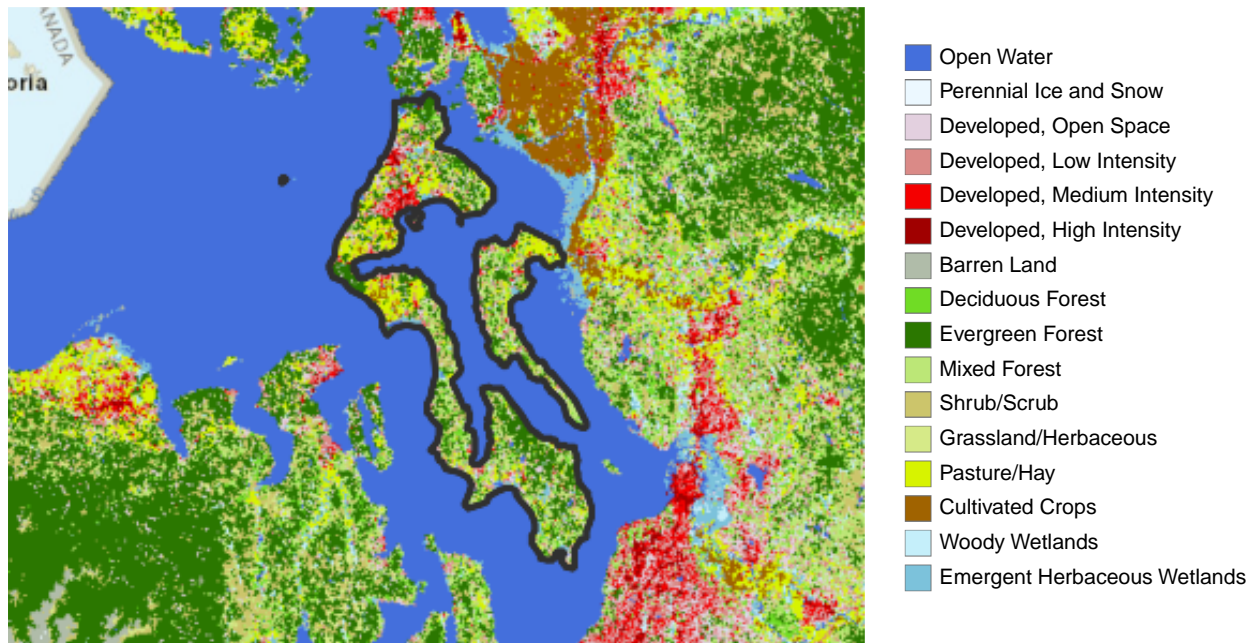 CANADA
oria
Open Water
Perennial Ice and Snow
Developed, Open Space
Developed, Low Intensity
Developed, Medium Intensity
Developed, High Intensity
Barren Land
Deciduous Forest
Evergreen Forest
Mixed Forest
Shrub/Scrub
Grassland/Herbaceous
Pasture/Hay
Cultivated Crops
Woody Wetlands
Emergent Herbaceous Wetlands